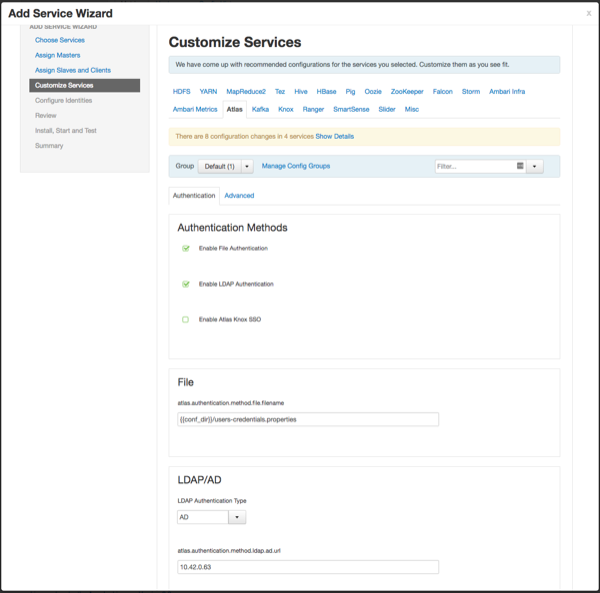 Add Service Wizard
x
ADD SERVICE WIZARD
Choose Services
Assign Masters
Assign Slaves and Clients
Customize Services
Configure Identities
Review
Install, Start and Test
Summary
Customize Services
We have come up with recommended configurations for the services you selected. Customize them as you see fit.
HDFS YARN MapReduce2 Tez Hive HBase Pig Oozie ZooKeeper Falcon Storm Ambari Infra
Ambari Metrics Atlas Kafka Knox Ranger SmartSense Slider Misc
There are 8 configuration changes in 4 services Show Details
Group Default (1) Manage Config Groups Filter...
Authentication Advanced
Authentication Methods
Enable File Authentication
Enable LDAP Authentication
Enable Atlas Knox SSO
File
atlas.authentication.method.file.filename
{{conf_dir}}/users-credentials.properties
LDAP/AD
LDAP Authentication Type
AD
atlas.authentication.method.ldap.ad.url
10.42.0.63